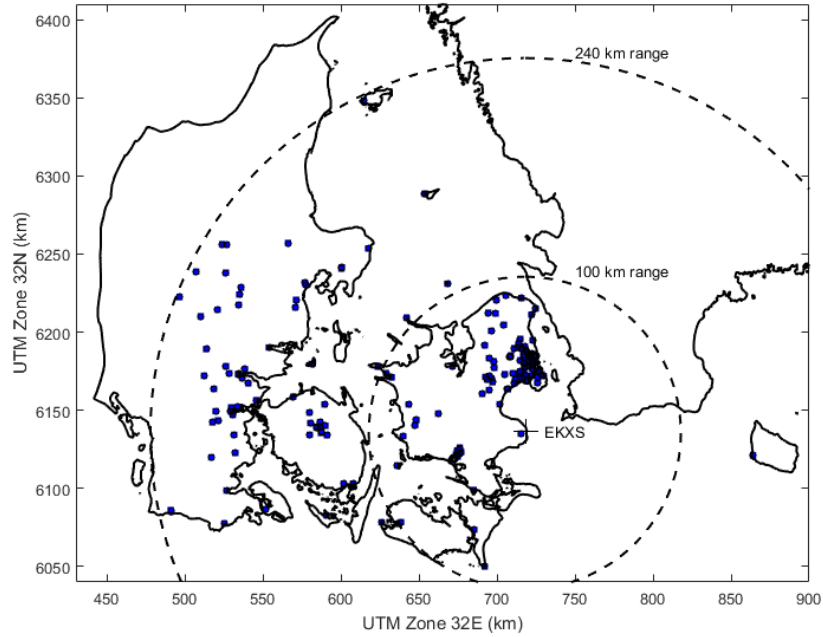 6400
240 km range
6350
6300
UTM Zone 32N (km)
6250
100 km range
6200
6150
EKXS
6100
6050
450 500 550 600 650 700 750 800 850 900
UTM Zone 32E (km)